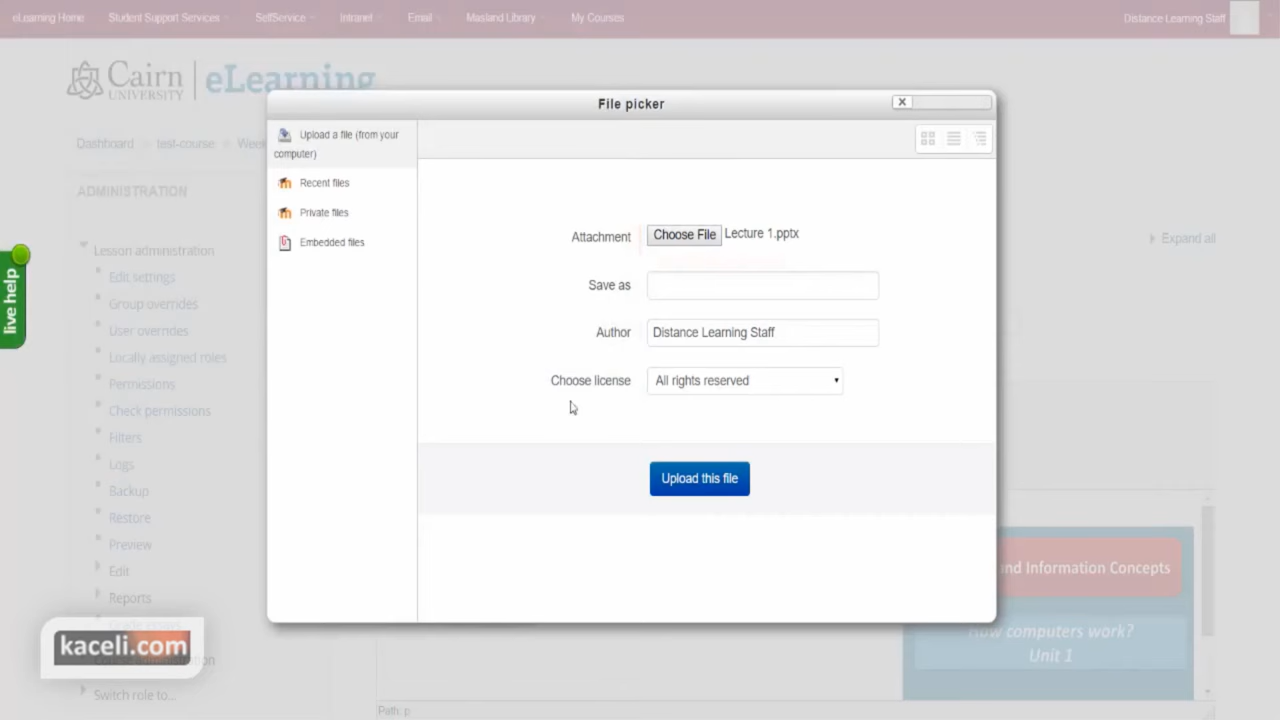 eLearning Home Student Support Services SelfService Intranet Email Masland Library My Courses Distance Learning Staff
Cairn UNIVERSITY eLearning
File picker
x
Upload a file (from your
computer)
Recent files
Private files
Embedded files
Attachment Choose File Lecture 1.pptx
Save as
Author Distance Learning Staff
Choose license All rights reserved
Upload this file
Dashboard test-course Week
ADMINISTRATION
Lesson administration
Edit settings
Group overrides
User overrides
Locally assigned roles
Permissions
Check permissions
Filters
Logs
Backup
Restore
Preview
Edit
Reports
Grade essays
administration
Switch role to...
Expand all
live help
and Information Concepts
How computers work?
Unit 1
Path: p
kaceli.com